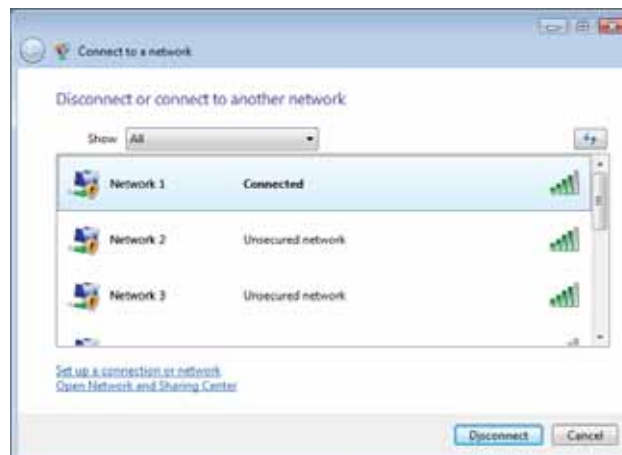 Connect to a network
Disconnect or connect to another network
Show All
Network 1 Connected
Network 2 Unsecured network
Network 3 Unsecured network
Set up a connection or network
Open Network and Sharing Center
Disconnect Cancel